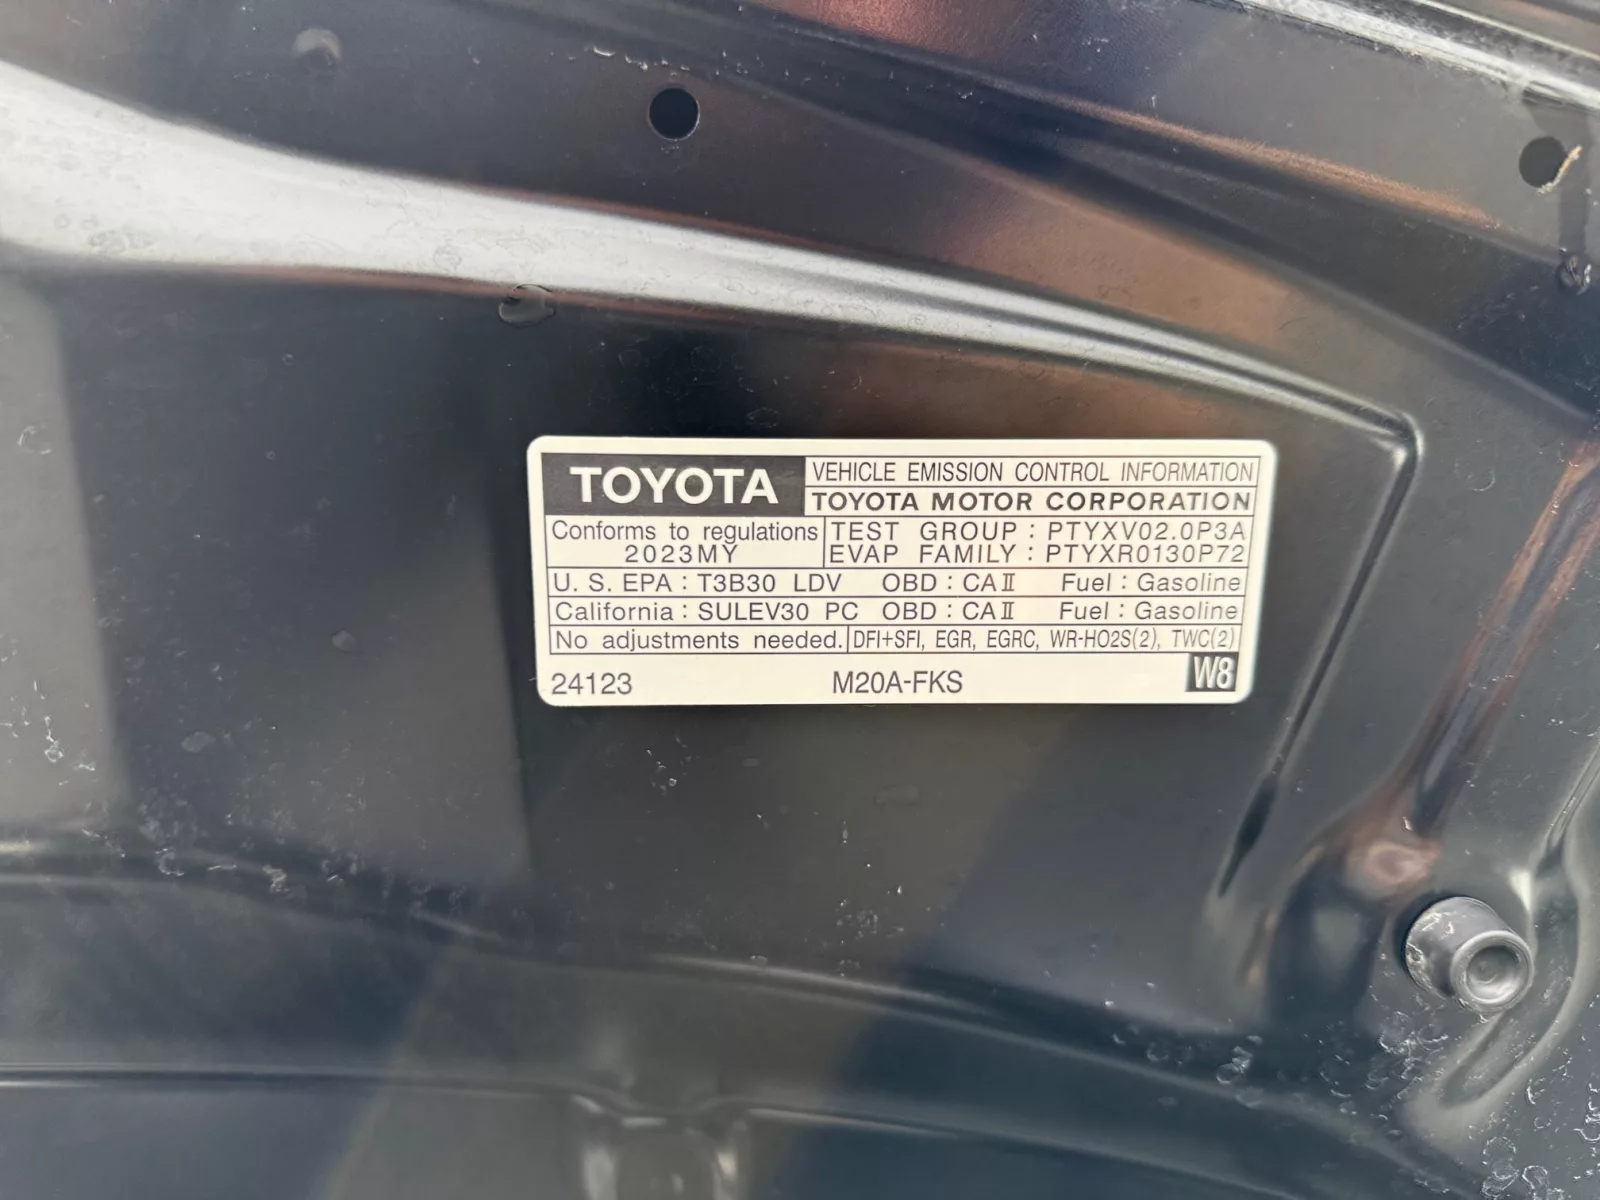 TOYOTA
VEHICLE EMISSION CONTROL INFORMATION
TOYOTA MOTOR CORPORATION
Conforms to regulations
2023MY
TEST GROUP : PTYXV02.0P3A
EVAP FAMILY : PTYXR0130P72
U. S. EPA : T3B30 LDV OBD : CAⅡ Fuel : Gasoline
California : SULEV30 PC OBD : CAⅡ Fuel : Gasoline
No adjustments needed. DFI+SFI, EGR, EGRC, WR-HO2S(2), TWC(2)
24123 M20A-FKS W8